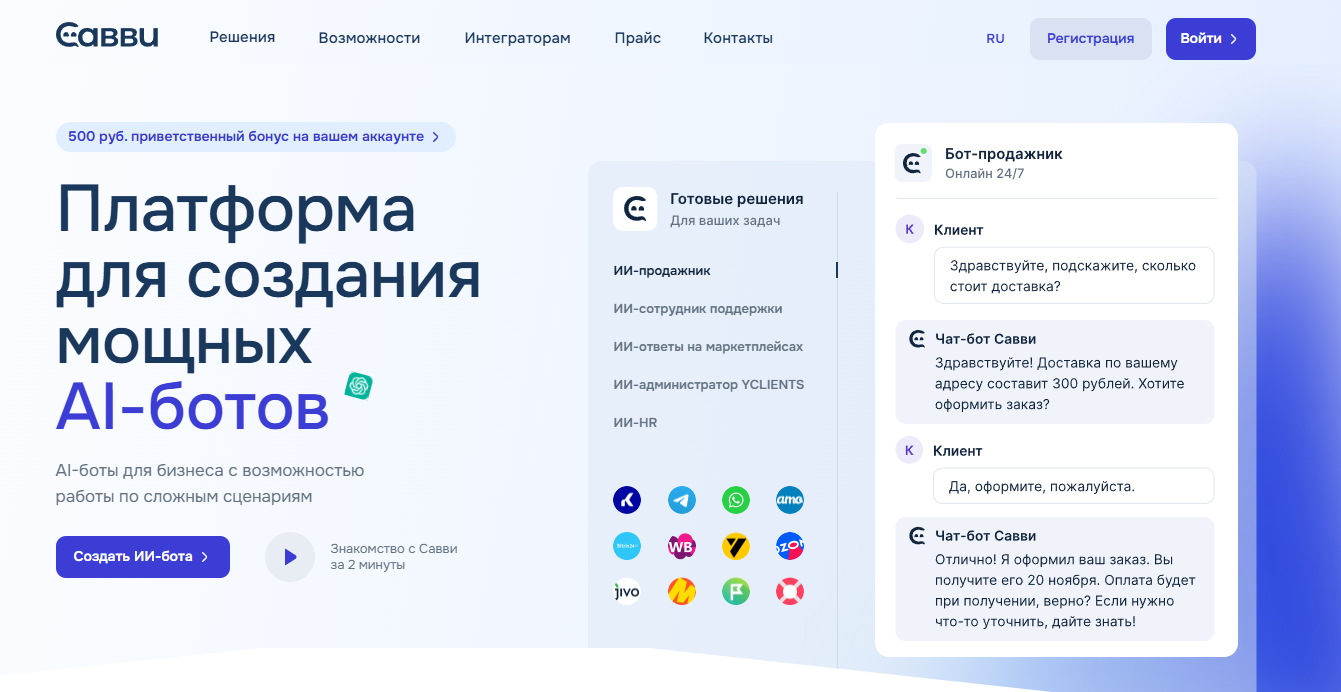 Савви
Решения
Возможности
Интеграторам
Прайс
Контакты
RU
Регистрация
Войти
500 руб. приветственный бонус на вашем аккаунте
Платформа
для создания
мощных
AI-ботов
AI-боты для бизнеса с возможностью
работы по сложным сценариям
Создать ИИ-бота
Знакомство с Савви
за 2 минуты
Готовые решения
Для ваших задач
ИИ-продажник
ИИ-сотрудник поддержки
ИИ-ответы на маркетплейсах
ИИ-администратор YCLIENTS
ИИ-HR
amo
Bitrix24
WB
ozon
jivo
Бот-продажник
Онлайн 24/7
К
Клиент
Здравствуйте, подскажите, сколько
стоит доставка?
Чат-бот Савви
Здравствуйте! Доставка по вашему
адресу составит 300 рублей. Хотите
оформить заказ?
К
Клиент
Да, оформите, пожалуйста.
Чат-бот Савви
Отлично! Я оформил ваш заказ. Вы
получите его 20 ноября. Оплата будет
при получении, верно? Если нужно
что-то уточнить, дайте знать!